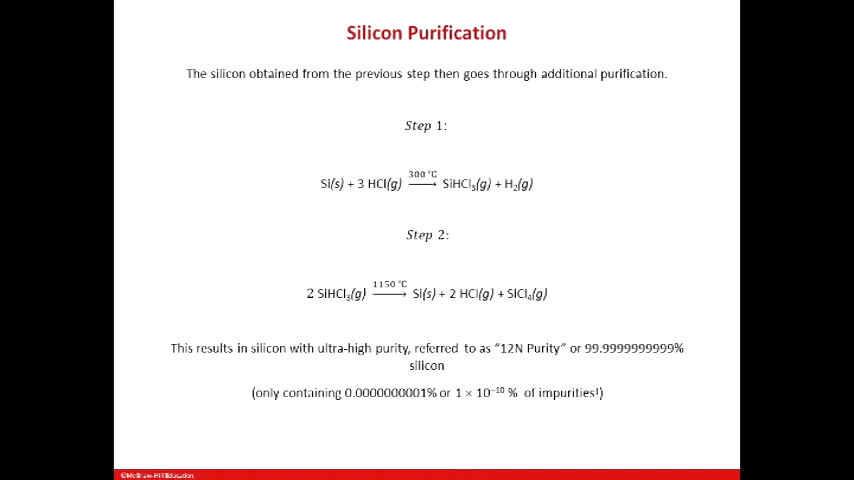 Silicon Purification
The silicon obtained from the previous step then goes through additional purification.
Step 1:
Si(s) + 3 HCl(g) 300 °C ⟶ SiHCl₃(g) + H₂(g)
Step 2:
2 SiHCl₃(g) 1150 °C ⟶ Si(s) + 2 HCl(g) + SiCl₄(g)
This results in silicon with ultra-high purity, referred to as “12N Purity” or 99.9999999999%
silicon
(only containing 0.0000000001% or 1 × 10⁻¹⁰ % of impurities!)
©McGraw-Hill Education.